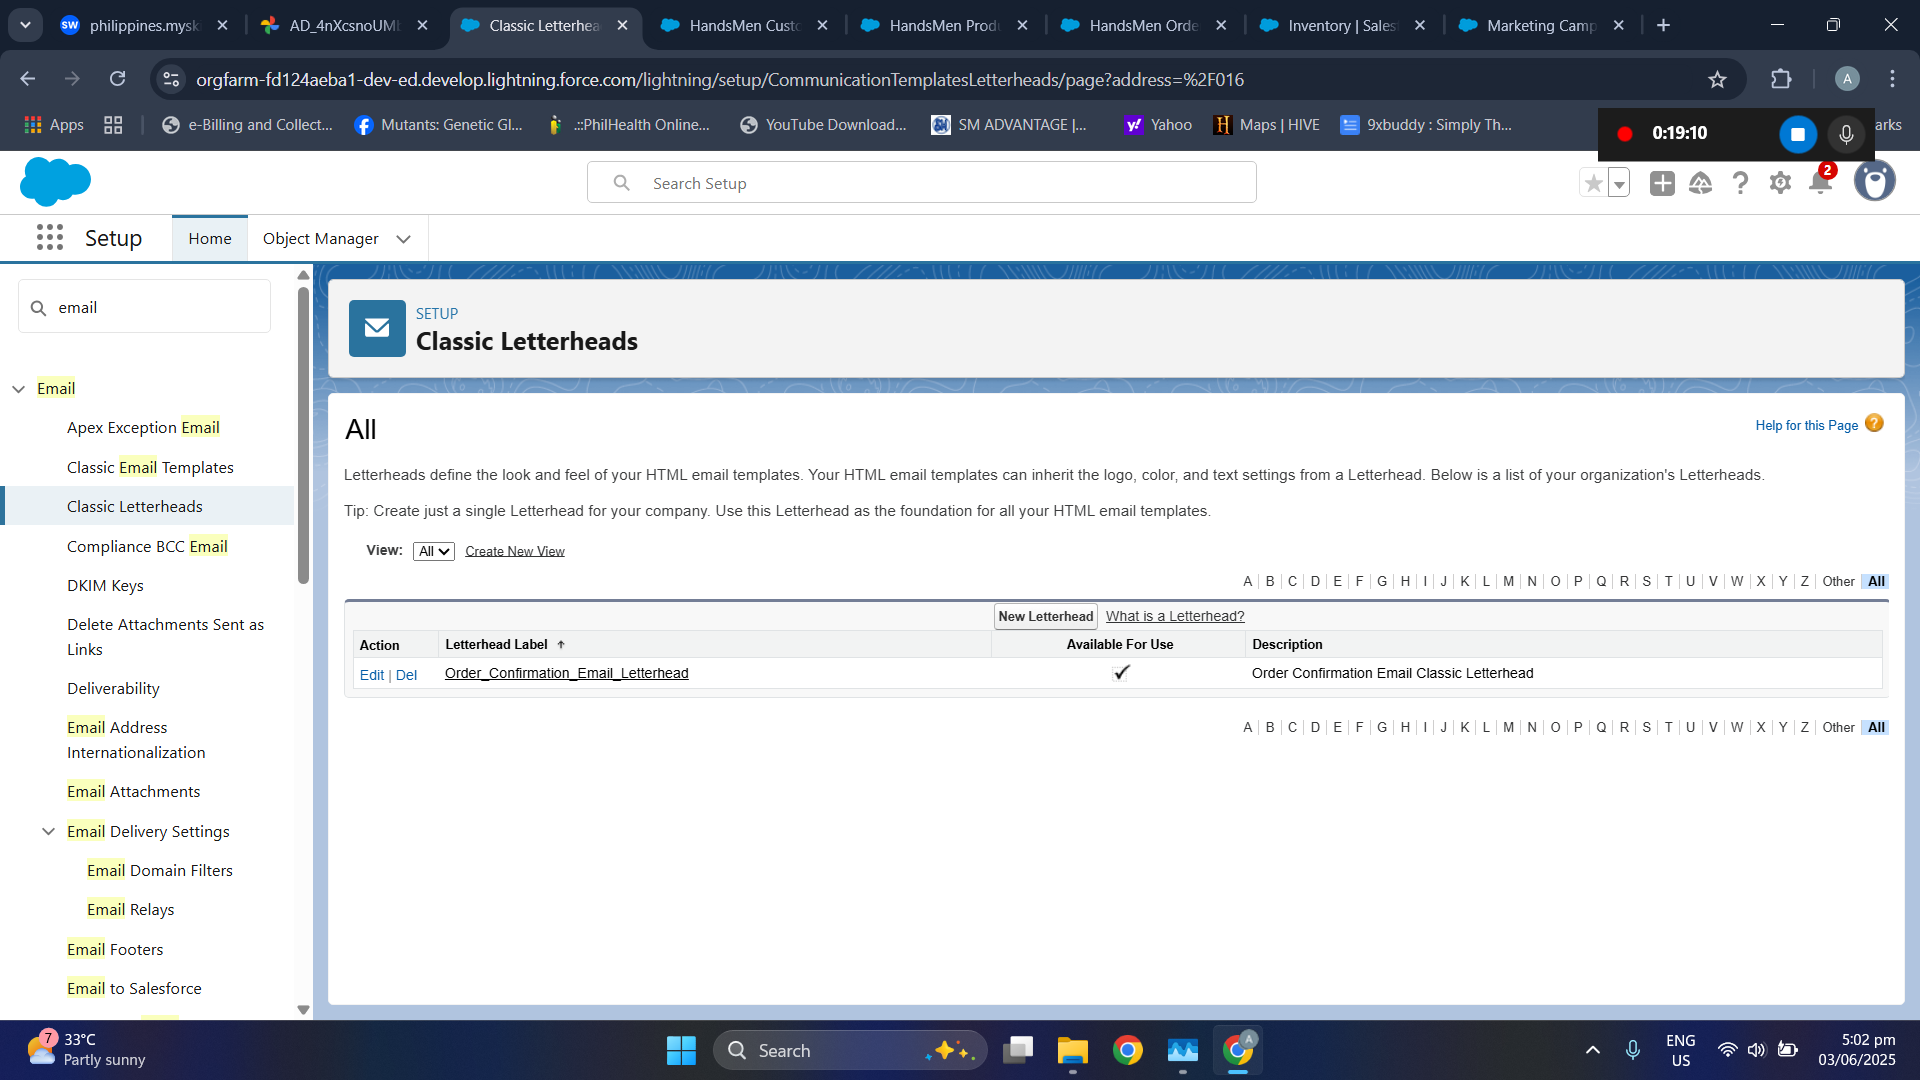 philippines.mysk
AD_4nXcsnoUM
Classic Letterhea
HandsMen Cust
HandsMen Prod
HandsMen Orde
Inventory | Sales
Marketing Camp
orgfarm-fd124aeba1-dev-ed.develop.lightning.force.com/lightning/setup/CommunicationTemplatesLetterheads/page?address=%2F016
A
Apps
e-Billing and Collect...
Mutants: Genetic Gl...
.::PhilHealth Online...
YouTube Download...
SM ADVANTAGE |...
Yahoo
Maps | HIVE
9xbuddy : Simply Th...
arks
0:19:10
Search Setup
2
Setup
Home
Object Manager
email
Email
Apex Exception Email
Classic Email Templates
Classic Letterheads
Compliance BCC Email
DKIM Keys
Delete Attachments Sent as
Links
Deliverability
Email Address
Internationalization
Email Attachments
Email Delivery Settings
Email Domain Filters
Email Relays
Email Footers
Email to Salesforce
SETUP
Classic Letterheads
All
Help for this Page
Letterheads define the look and feel of your HTML email templates. Your HTML email templates can inherit the logo, color, and text settings from a Letterhead. Below is a list of your organization's Letterheads.
Tip: Create just a single Letterhead for your company. Use this Letterhead as the foundation for all your HTML email templates.
View: All Create New View
A | B | C | D | E | F | G | H | I | J | K | L | M | N | O | P | Q | R | S | T | U | V | W | X | Y | Z | Other All
New Letterhead What is a Letterhead?
Action Letterhead Label Available For Use Description
Edit | Del Order_Confirmation_Email_Letterhead Order Confirmation Email Classic Letterhead
A | B | C | D | E | F | G | H | I | J | K | L | M | N | O | P | Q | R | S | T | U | V | W | X | Y | Z | Other All
7
33°C
Partly sunny
Search
A
ENG
US
5:02 pm
03/06/2025